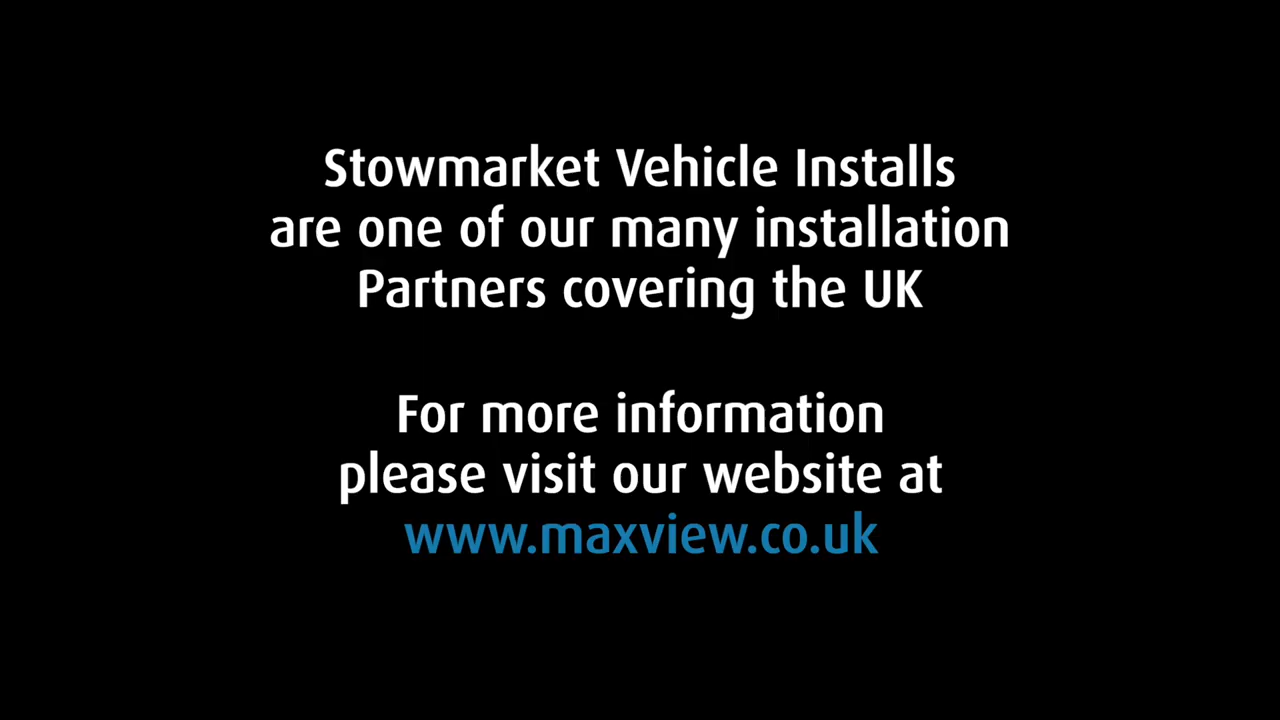 Stowmarket Vehicle Installs
are one of our many installation
Partners covering the UK
For more information
please visit our website at
www.maxview.co.uk